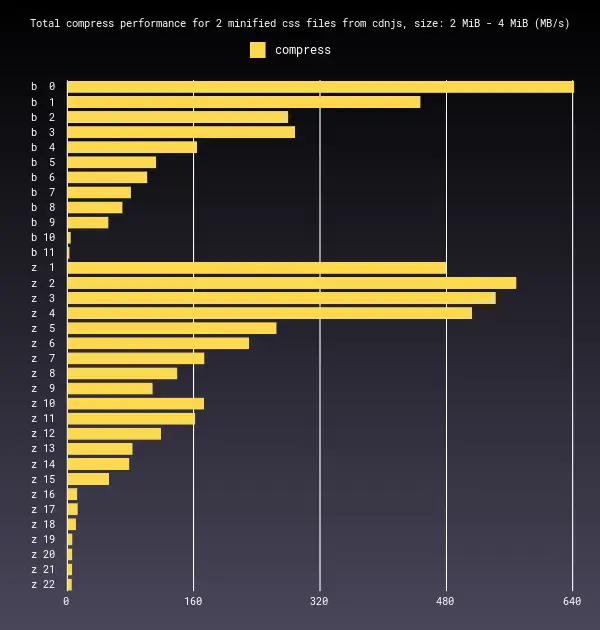 Total compress performance for 2 minified css files from cdnjs, size: 2 MiB - 4 MiB (MB/s)
compress
b 0
b 1
b 2
b 3
b 4
b 5
b 6
b 7
b 8
b 9
b 10
b 11
z 1
z 2
z 3
z 4
z 5
z 6
z 7
z 8
z 9
z 10
z 11
z 12
z 13
z 14
z 15
z 16
z 17
z 18
z 19
z 20
z 21
z 22
0 160 320 480 640